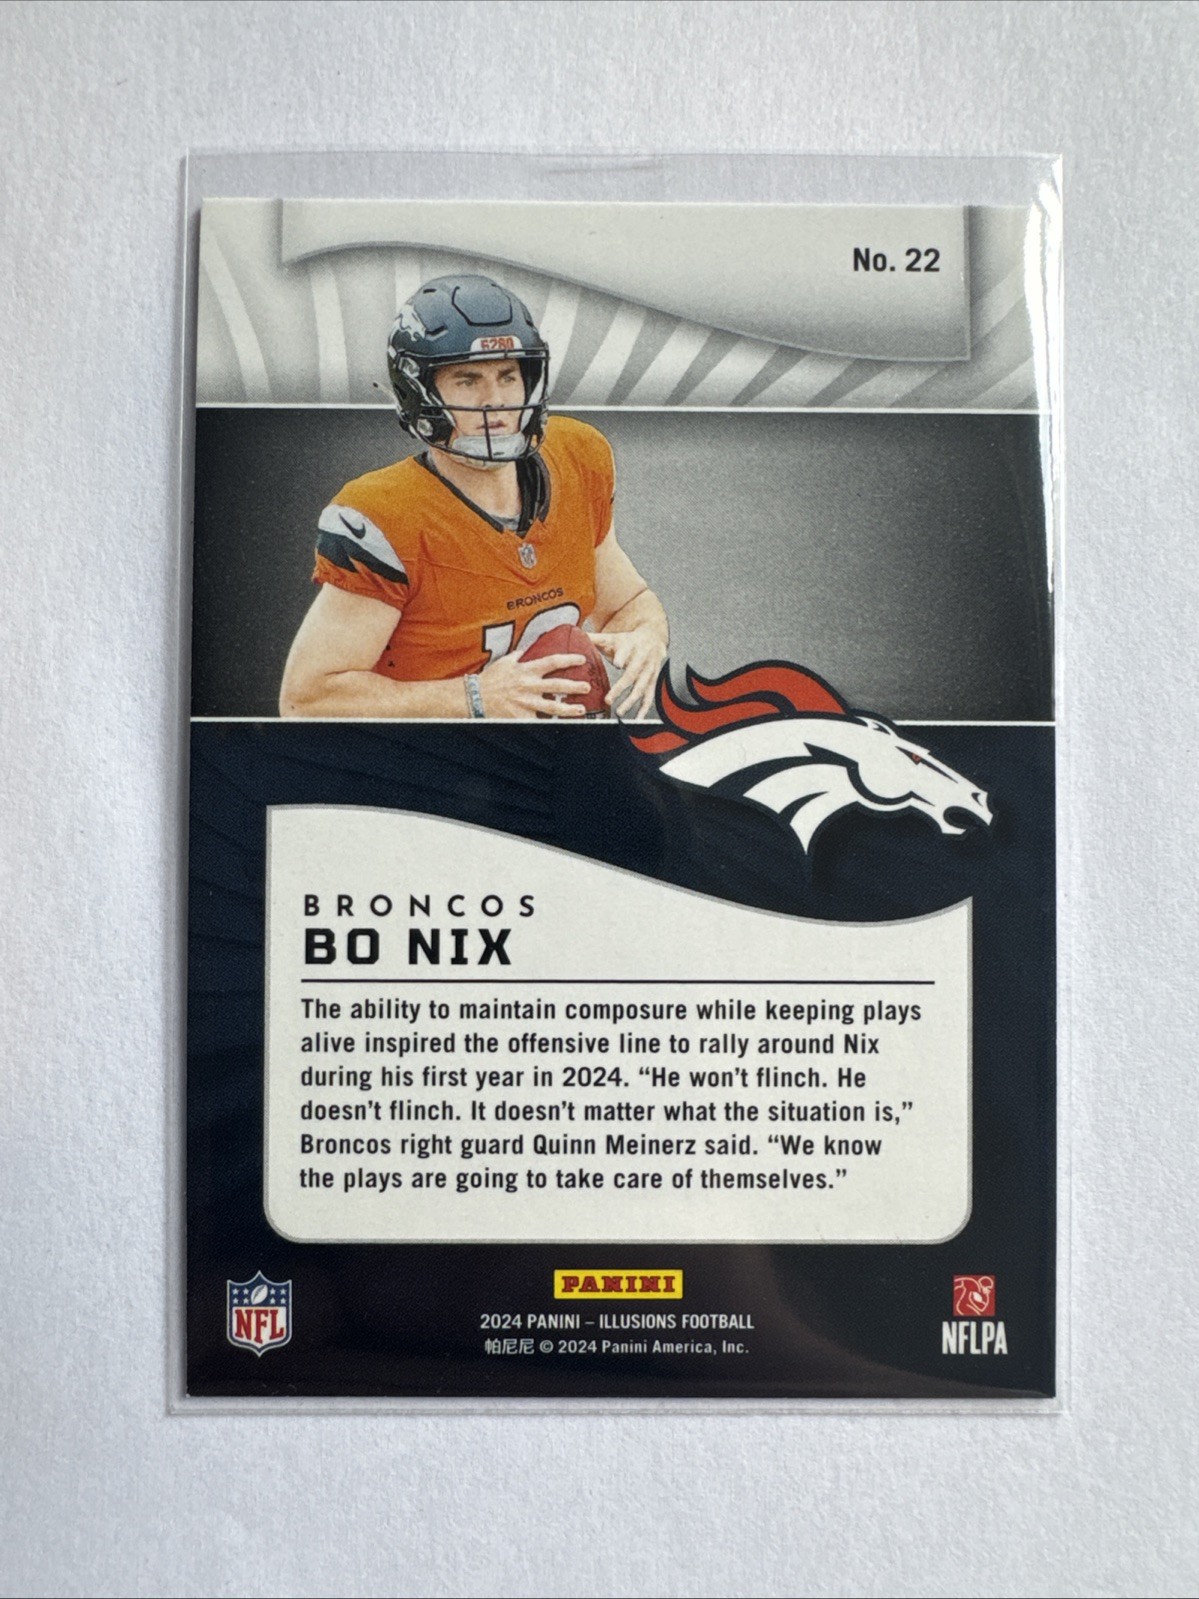 No. 22
6280
BRONCOS
10
BRONCOS
BO NIX
The ability to maintain composure while keeping plays
alive inspired the offensive line to rally around Nix
during his first year in 2024. “He won’t flinch. He
doesn’t flinch. It doesn’t matter what the situation is,”
Broncos right guard Quinn Meinerz said. “We know
the plays are going to take care of themselves.”
NFL
PANINI
2024 PANINI – ILLUSIONS FOOTBALL
帕尼尼 © 2024 Panini America, Inc.
NFLPA